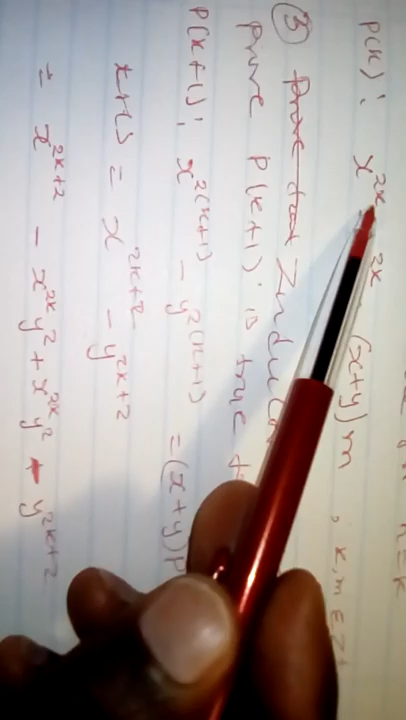 n = k
P(k) : x^2k 2k (x+y)m , k, m ∈ Z+
③ Prove that Induction
Prove P(k+1) is true
P(k+1) : x^2(k+1) - y^2(k+1) = (x+y)P
LHS = x^2k+2 - y^2k+2
= x^2k+2 - x^2k y^2 + x^2k y^2 - y^2k+2